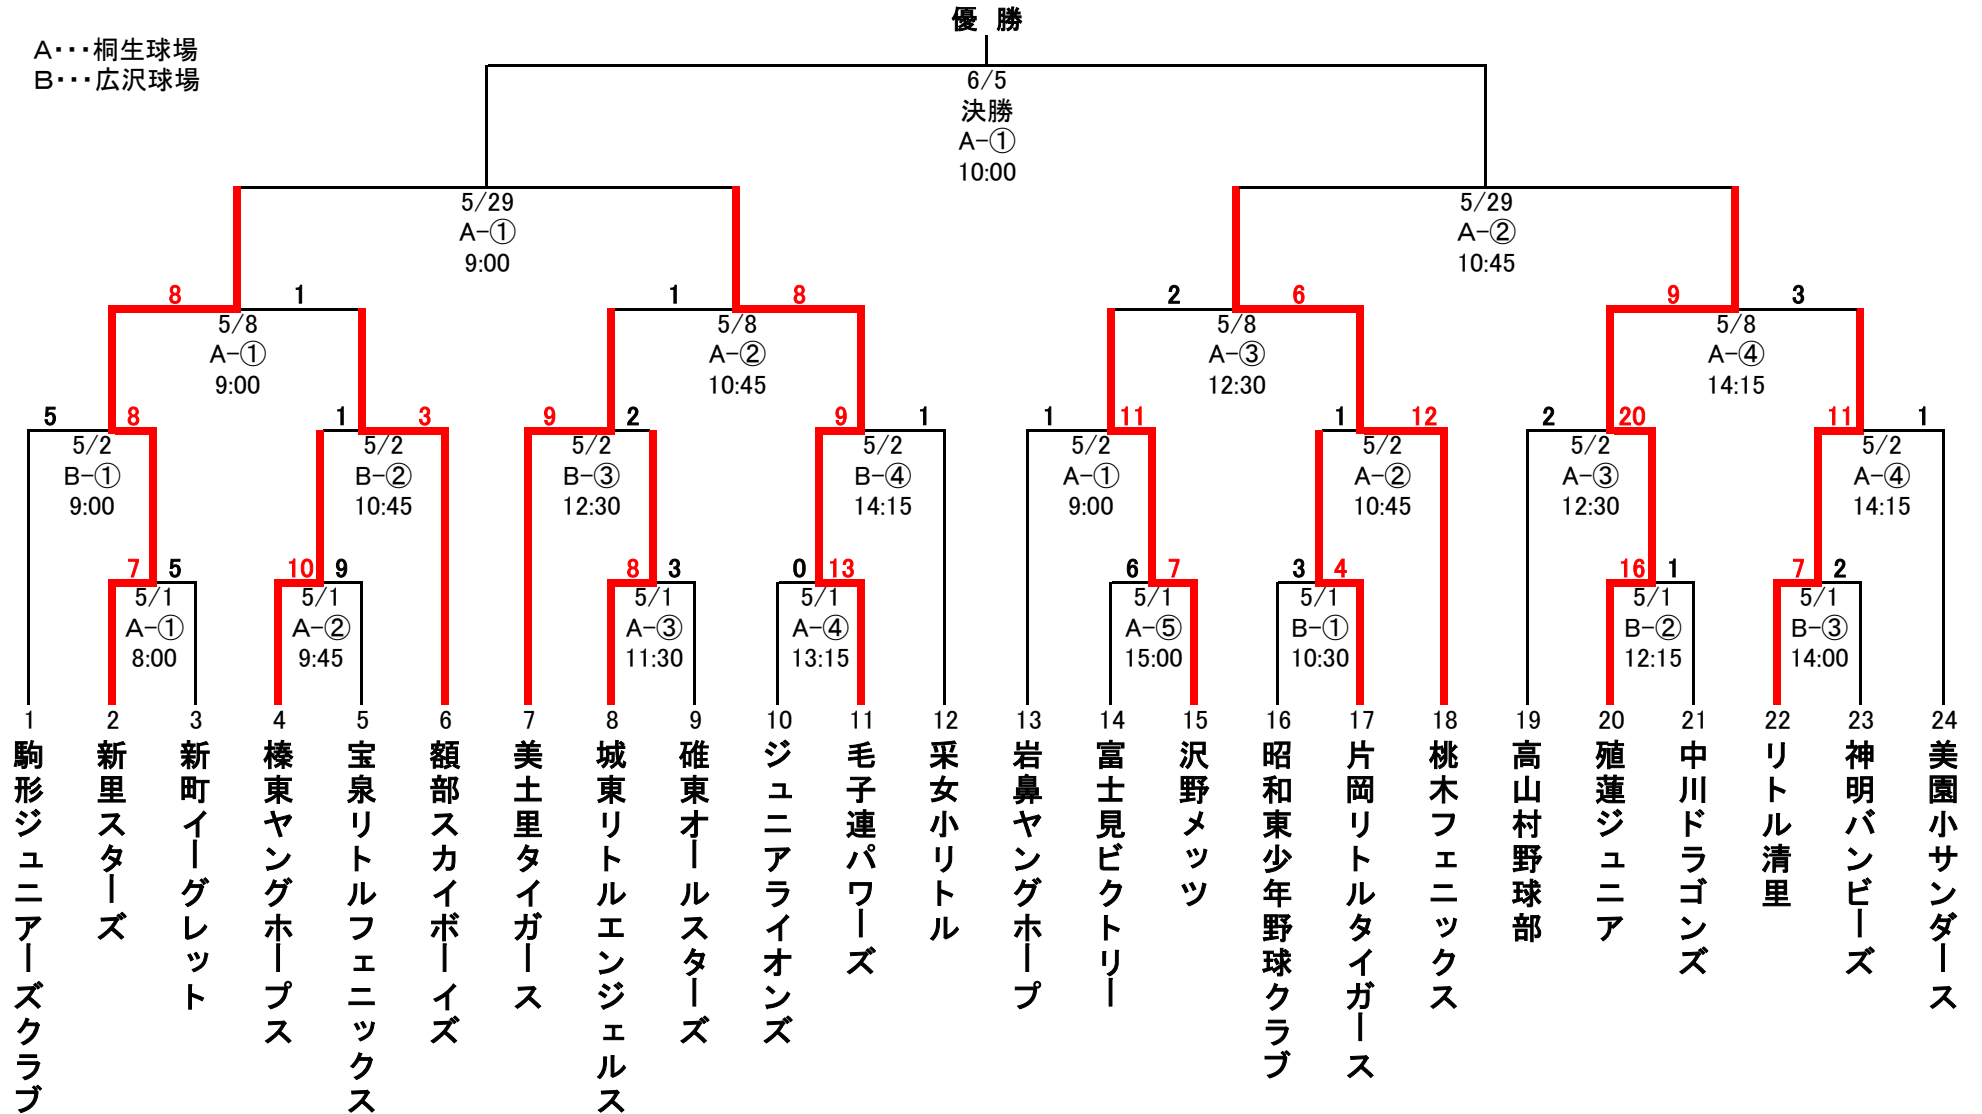 優 勝
A・・・桐生球場
B・・・広沢球場
6/5
決勝
A-①
10:00
5/29
A-①
9:00
5/29
A-②
10:45
8 1
5/8
A-①
9:00
1 8
5/8
A-②
10:45
2 6
5/8
A-③
12:30
9 3
5/8
A-④
14:15
5 8
5/2
B-①
9:00
1 3
5/2
B-②
10:45
9 2
5/2
B-③
12:30
9 1
5/2
B-④
14:15
1 11
5/2
A-①
9:00
1 12
5/2
A-②
10:45
2 20
5/2
A-③
12:30
11 1
5/2
A-④
14:15
7 5
5/1
A-①
8:00
10 9
5/1
A-②
9:45
8 3
5/1
A-③
11:30
0 13
5/1
A-④
13:15
6 7
5/1
A-⑤
15:00
3 4
5/1
B-①
10:30
16 1
5/1
B-②
12:15
7 2
5/1
B-③
14:00
1
駒形ジュニアーズクラブ
2
新里スターズ
3
新町イーグレット
4
榛東ヤングホープス
5
宝泉リトルフェニックス
6
額部スカイボーイズ
7
美土里タイガース
8
城東リトルエンジェルス
9
碓東オールスターズ
10
ジュニアライオンズ
11
毛子連パワーズ
12
采女小リトル
13
岩鼻ヤングホープ
14
富士見ビクトリー
15
沢野メッツ
16
昭和東少年野球クラブ
17
片岡リトルタイガース
18
桃木フェニックス
19
高山村野球部
20
殖蓮ジュニア
21
中川ドラゴンズ
22
リトル清里
23
神明バンビーズ
24
美園小サンダース